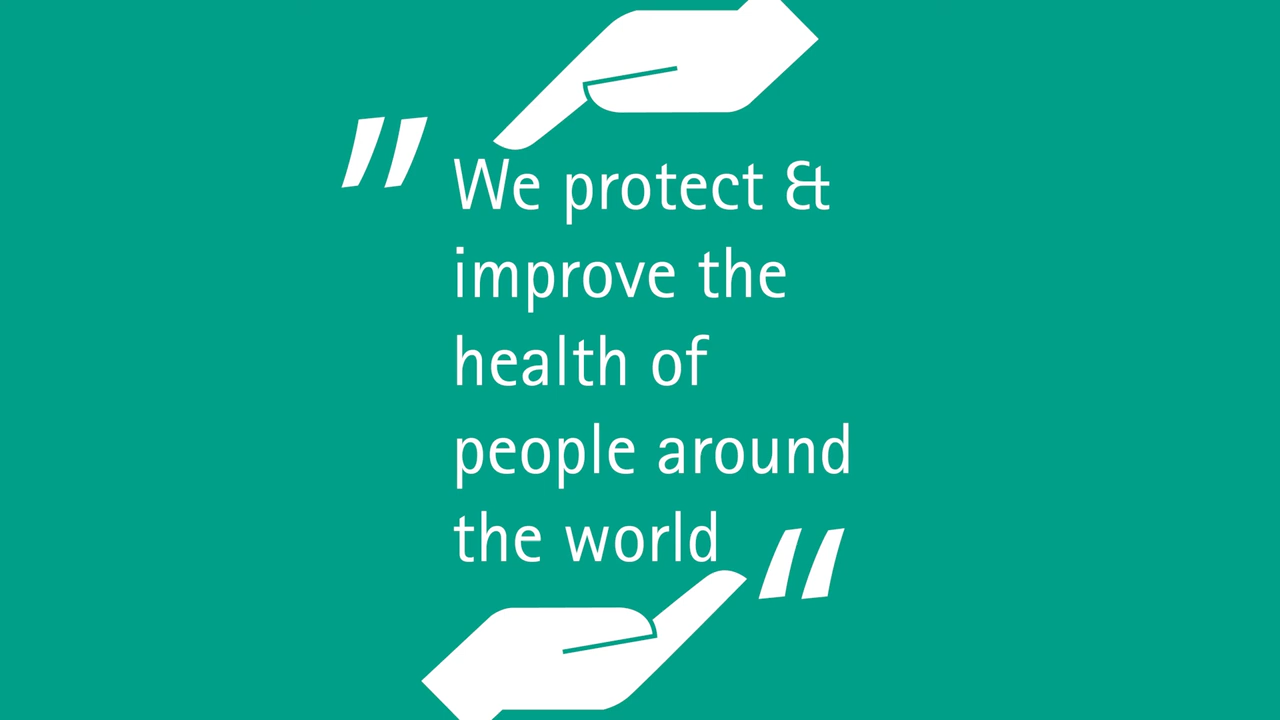 "We protect &
improve the
health of
people around
the world"